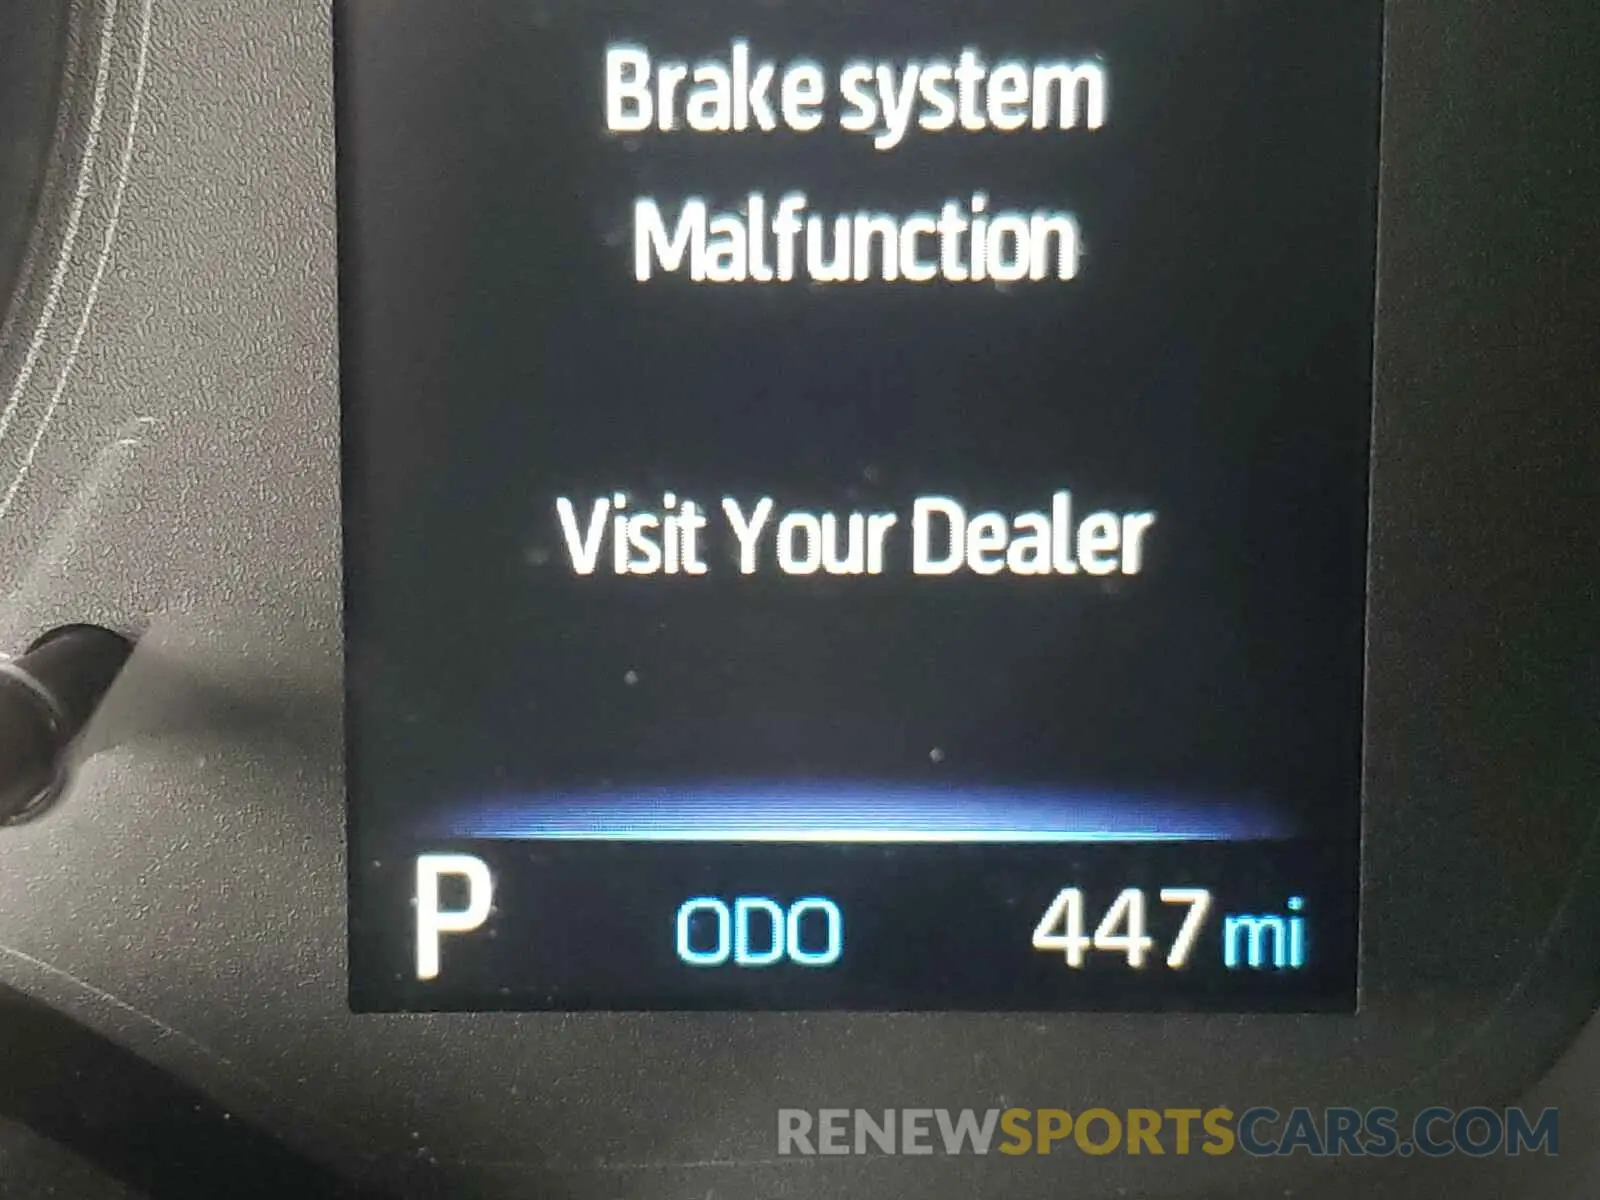 Brake system
Malfunction
Visit Your Dealer
P ODO 447 mi
RENEWSPORTSCARS.COM